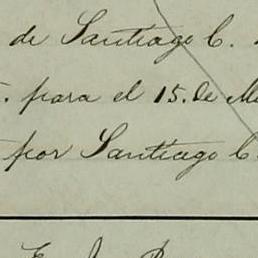 de Santiago C.
para el 15. de
por Santiago C.